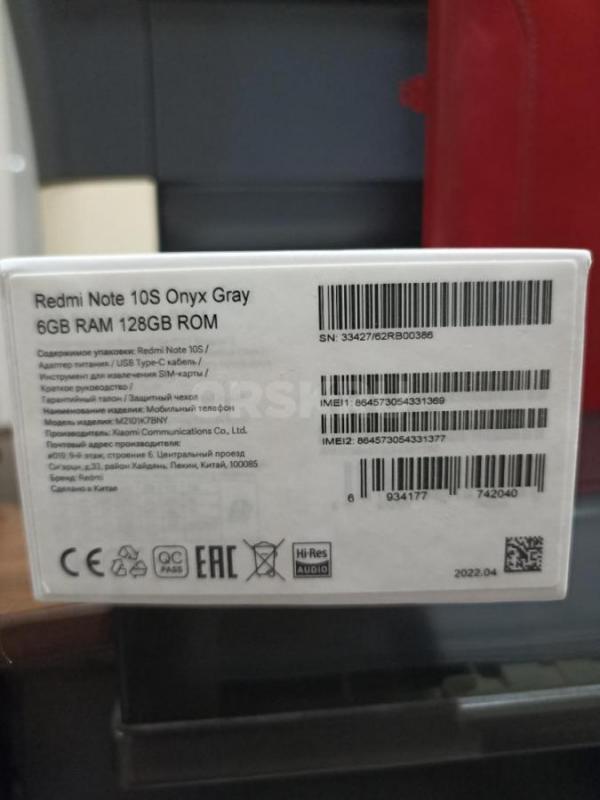 Redmi Note 10S Onyx Gray
6GB RAM 128GB ROM
Содержимое упаковки: Redmi Note 10S /
Адаптер питания / USB Type-C кабель /
Инструмент для извлечения SIM-карты /
Краткое руководство /
Гарантийный талон / Защитный чехол
Наименование изделия: Мобильный телефон
Модель изделия: M2101K7BNY
Производитель: Xiaomi Communications Co., Ltd.
Почтовый адрес производителя:
#019, 9-й этаж, строение 6, Центральный проезд
Сиэрци, д.33, район Хайдянь, Пекин, Китай, 100085
Бренд: Redmi
Сделано в Китае
CE
QC
PASS
EAC
Hi-Res
AUDIO
SN: 33427/62RB00386
IMEI1: 864573054331369
IMEI2: 864573054331377
6 934177 742040
2022.04